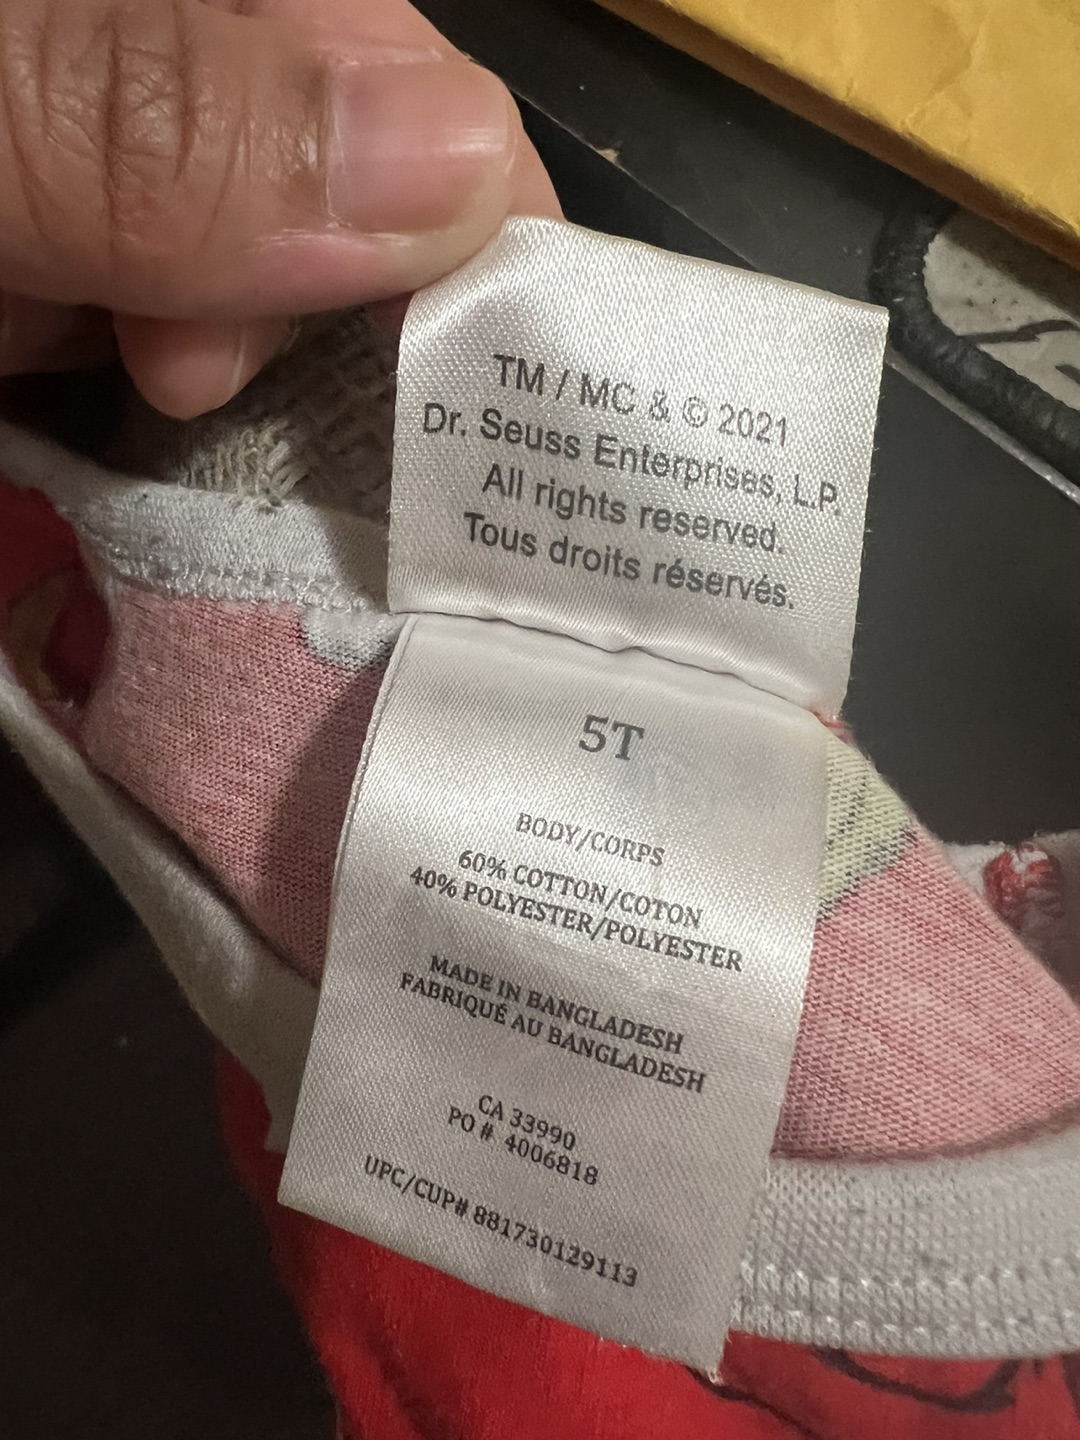 TM / MC & © 2021
Dr. Seuss Enterprises, L.P.
All rights reserved.
Tous droits réservés.
5T
BODY/CORPS
60% COTTON/COTON
40% POLYESTER/POLYESTER
MADE IN BANGLADESH
FABRIQUÉ AU BANGLADESH
CA 33990
PO # 4006818
UPC/CUP# 881730129113